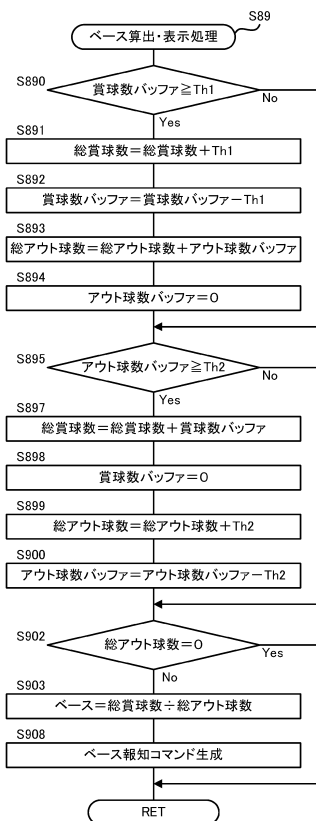 S89
ベース算出・表示処理
S890
賞球数バッファ≧Th1
No
Yes
S891
総賞球数＝総賞球数＋Th1
S892
賞球数バッファ＝賞球数バッファーTh1
S893
総アウト球数＝総アウト球数＋アウト球数バッファ
S894
アウト球数バッファ＝0
S895
アウト球数バッファ≧Th2
No
Yes
S897
総賞球数＝総賞球数＋賞球数バッファ
S898
賞球数バッファ＝0
S899
総アウト球数＝総アウト球数＋Th2
S900
アウト球数バッファ＝アウト球数バッファーTh2
S902
総アウト球数＝0
Yes
No
S903
ベース＝総賞球数÷総アウト球数
S908
ベース報知コマンド生成
RET